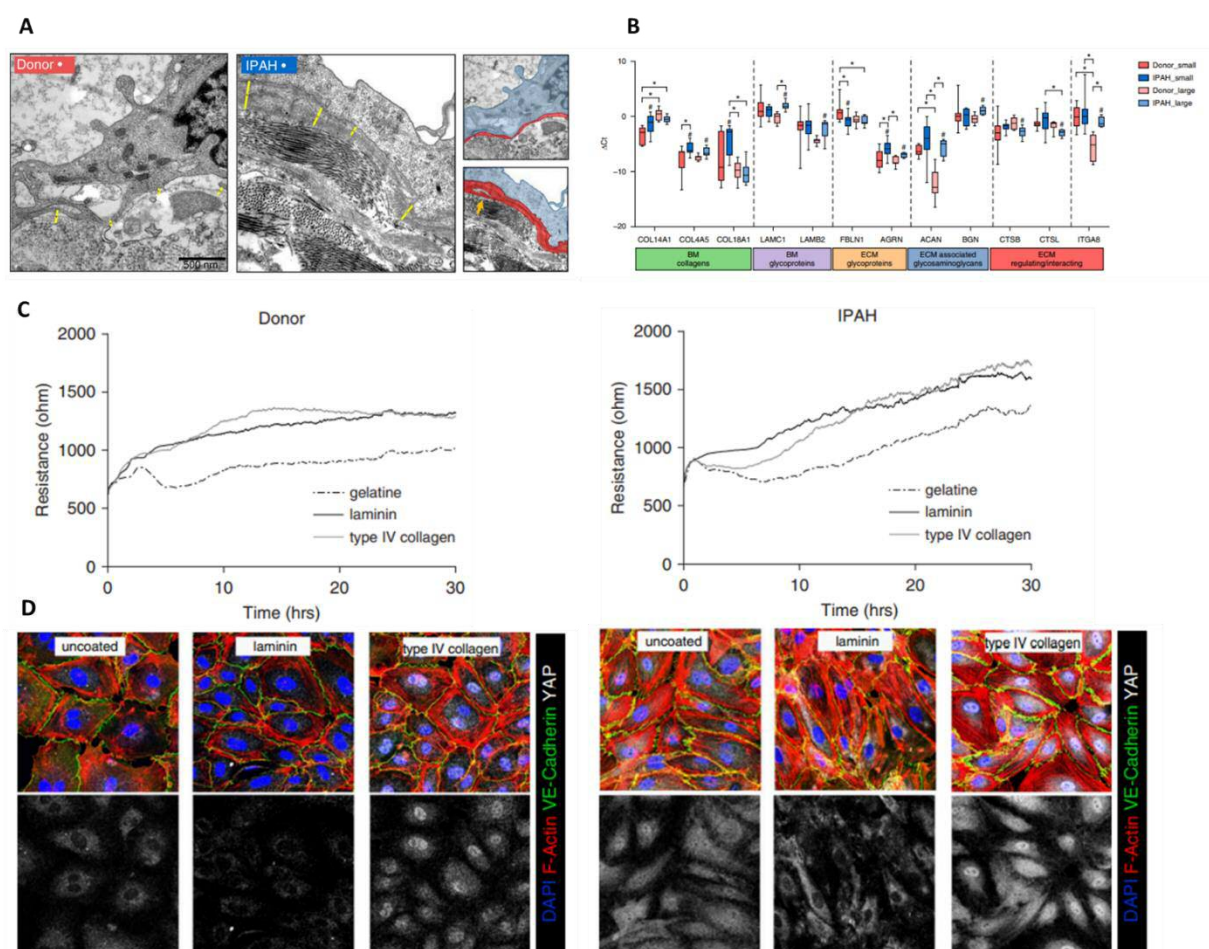 A
B
Donor •
IPAH •
500 nm
10
0
-10
-20
ΔCt
* # * * * # # * * # * * * # # * * * # * * # * # # # * # * * * #
Donor_small
IPAH_small
Donor_large
IPAH_large
COL14A1 COL4A5 COL18A1 LAMC1 LAMB2 FBLN1 AGRN ACAN BGN CTSB CTSL ITGA8
BM collagens
BM glycoproteins
ECM glycoproteins
ECM associated glycosaminoglycans
ECM regulating/interacting
C
Donor
2000
1500
1000
500
0
Resistance (ohm)
gelatine
laminin
type IV collagen
0 10 20 30
Time (hrs)
IPAH
2000
1500
1000
500
0
Resistance (ohm)
gelatine
laminin
type IV collagen
0 10 20 30
Time (hrs)
D
uncoated
laminin
type IV collagen
DAPI F-Actin VE-Cadherin YAP
uncoated
laminin
type IV collagen
DAPI F-Actin VE-Cadherin YAP